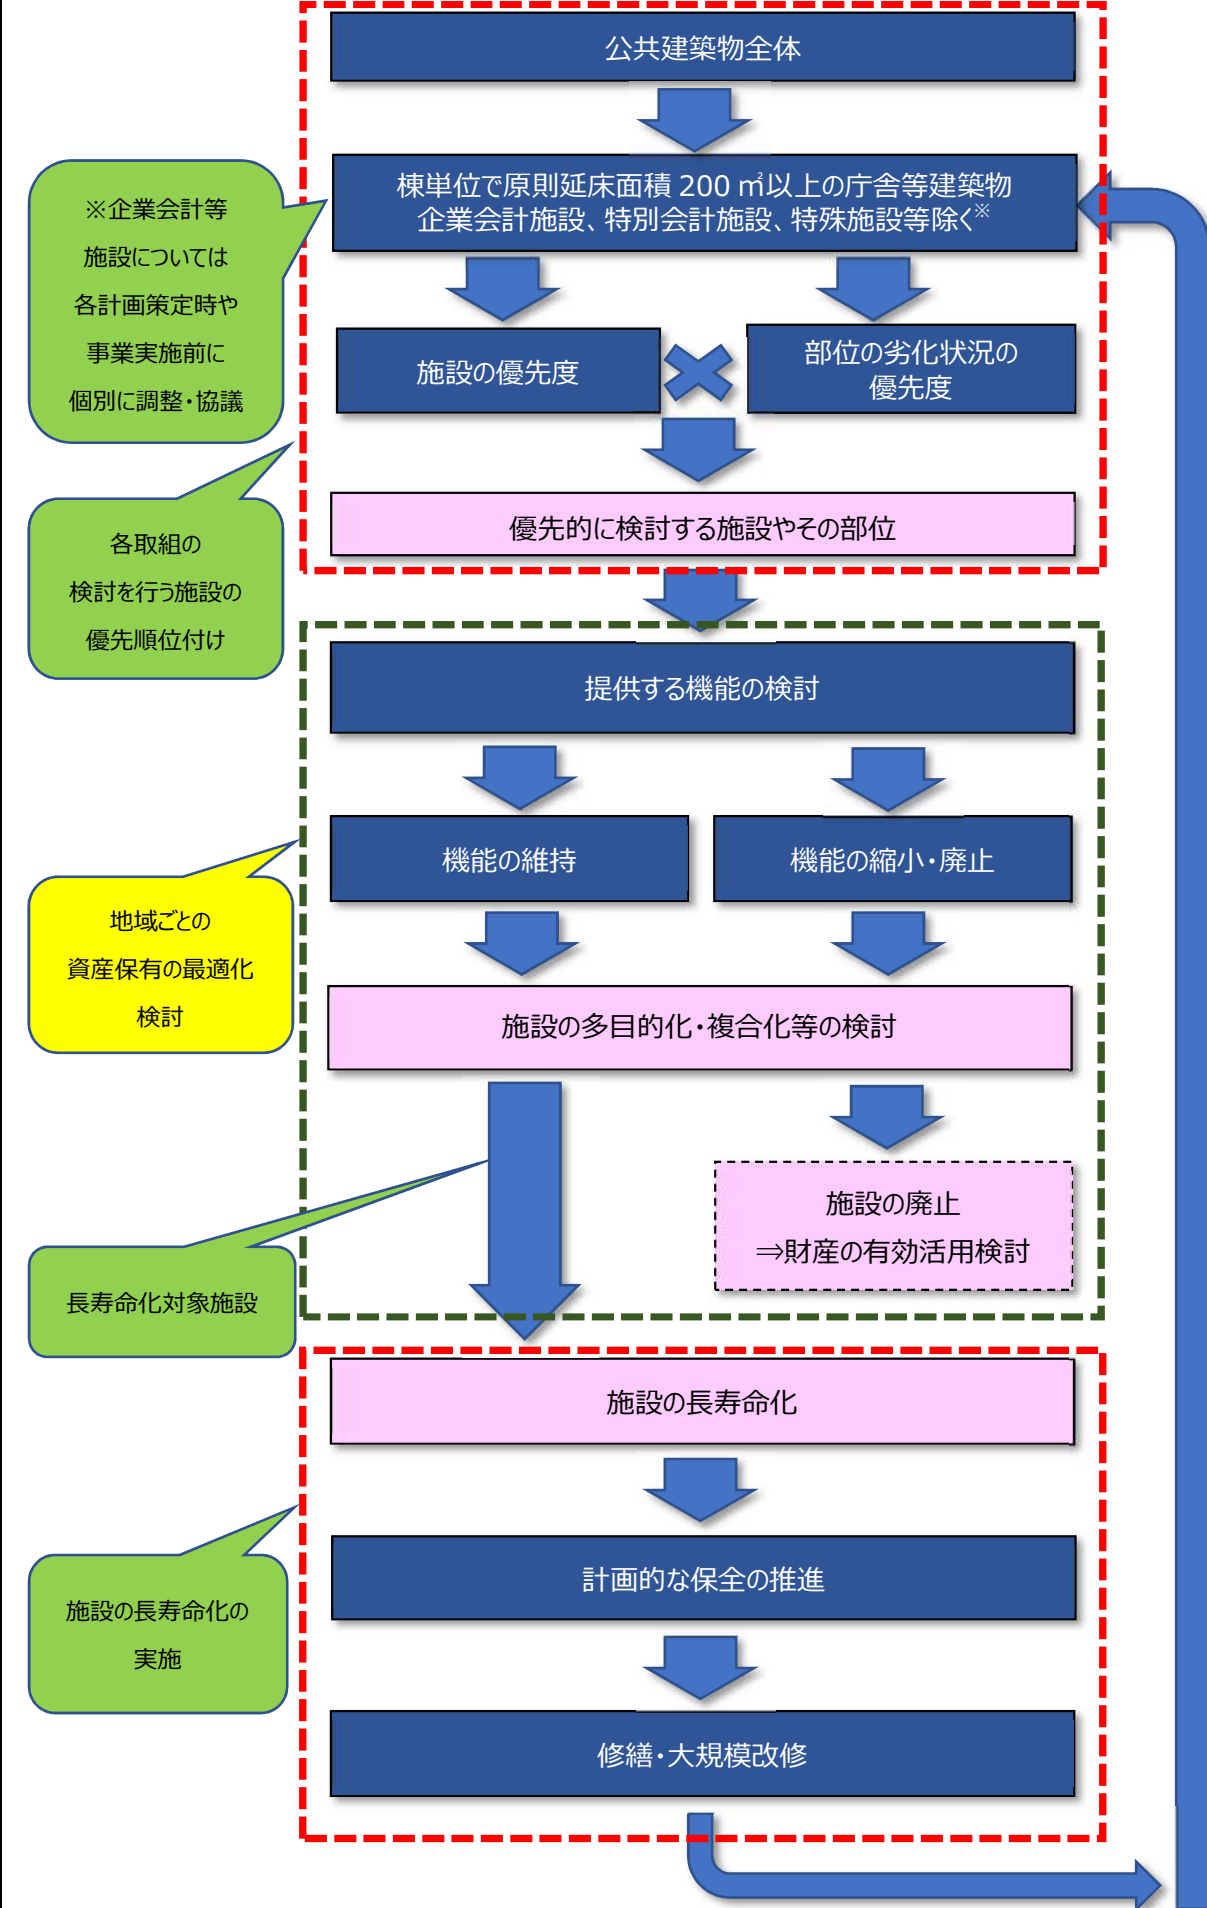 公共建築物全体
棟単位で原則延床面積 200 ㎡以上の庁舎等建築物
企業会計施設、特別会計施設、特殊施設等除く※
※企業会計等
施設については
各計画策定時や
事業実施前に
個別に調整・協議
施設の優先度
部位の劣化状況の
優先度
優先的に検討する施設やその部位
各取組の
検討を行う施設の
優先順位付け
提供する機能の検討
機能の維持
機能の縮小・廃止
地域ごとの
資産保有の最適化
検討
施設の多目的化・複合化等の検討
施設の廃止
⇒財産の有効活用検討
長寿命化対象施設
施設の長寿命化
計画的な保全の推進
施設の長寿命化の
実施
修繕・大規模改修